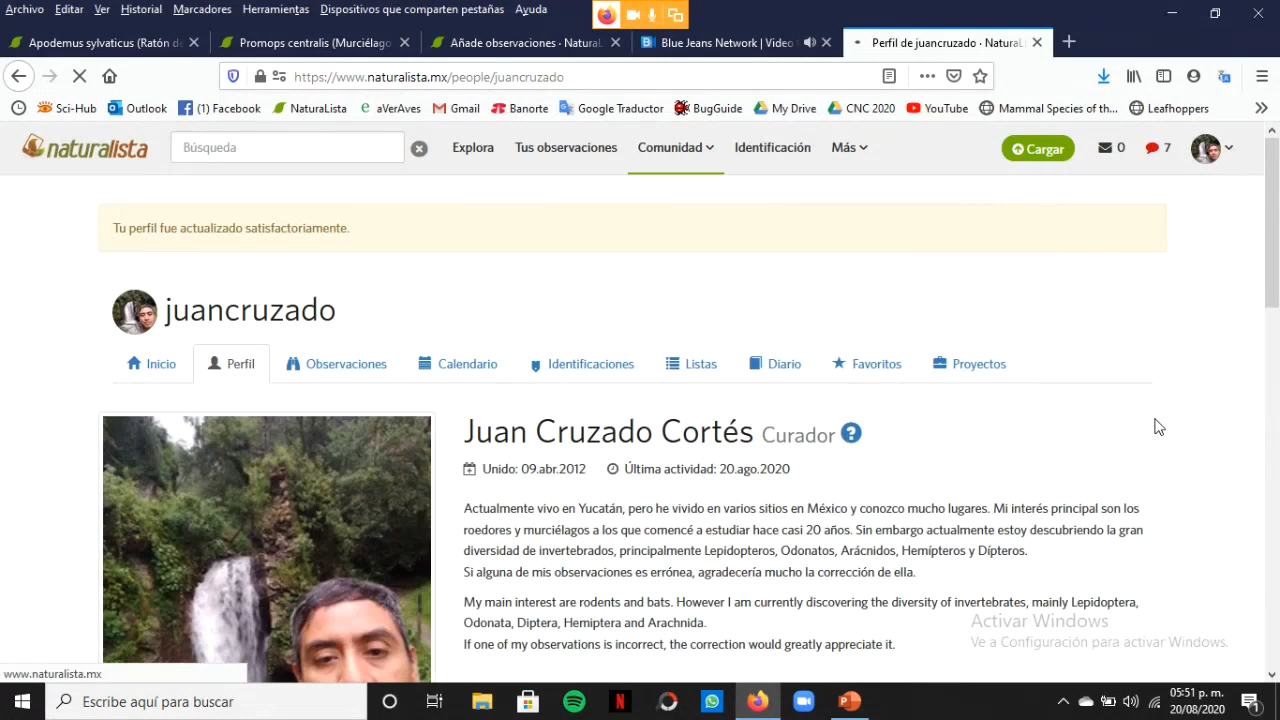 Archivo Editar Ver Historial Marcadores Herramientas Dispositivos que comparten pestañas Ayuda
Apodemus sylvaticus (Ratón d Promops centralis (Murciélago Añade observaciones · Natural Blue Jeans Network | Video Perfil de juancruzado · Natural
https://www.naturalista.mx/people/juancruzado
Sci-Hub Outlook (1) Facebook NaturaLista aVerAves Gmail Banorte Google Traductor BugGuide My Drive CNC 2020 YouTube Mammal Species of th... Leafhoppers
naturalista Búsqueda Explora Tus observaciones Comunidad Identificación Más Cargar 0 7
Tu perfil fue actualizado satisfactoriamente.
juancruzado
Inicio Perfil Observaciones Calendario Identificaciones Listas Diario Favoritos Proyectos
Juan Cruzado Cortés Curador ?
Unido: 09.abr.2012 Última actividad: 20.ago.2020
Actualmente vivo en Yucatán, pero he vivido en varios sitios en México y conozco mucho lugares. Mi interés principal son los
roedores y murciélagos a los que comencé a estudiar hace casi 20 años. Sin embargo actualmente estoy descubriendo la gran
diversidad de invertebrados, principalmente Lepidopteros, Odonatos, Arácnidos, Hemípteros y Dípteros.
Si alguna de mis observaciones es errónea, agradecería mucho la corrección de ella.
My main interest are rodents and bats. However I am currently discovering the diversity of invertebrates, mainly Lepidoptera,
Odonata, Diptera, Hemiptera and Arachnida.
If one of my observations is incorrect, the correction would greatly appreciate it.
Activar Windows
Ve a Configuración para activar Windows.
www.naturalista.mx
Escribe aquí para buscar
05:51 p. m.
20/08/2020
1